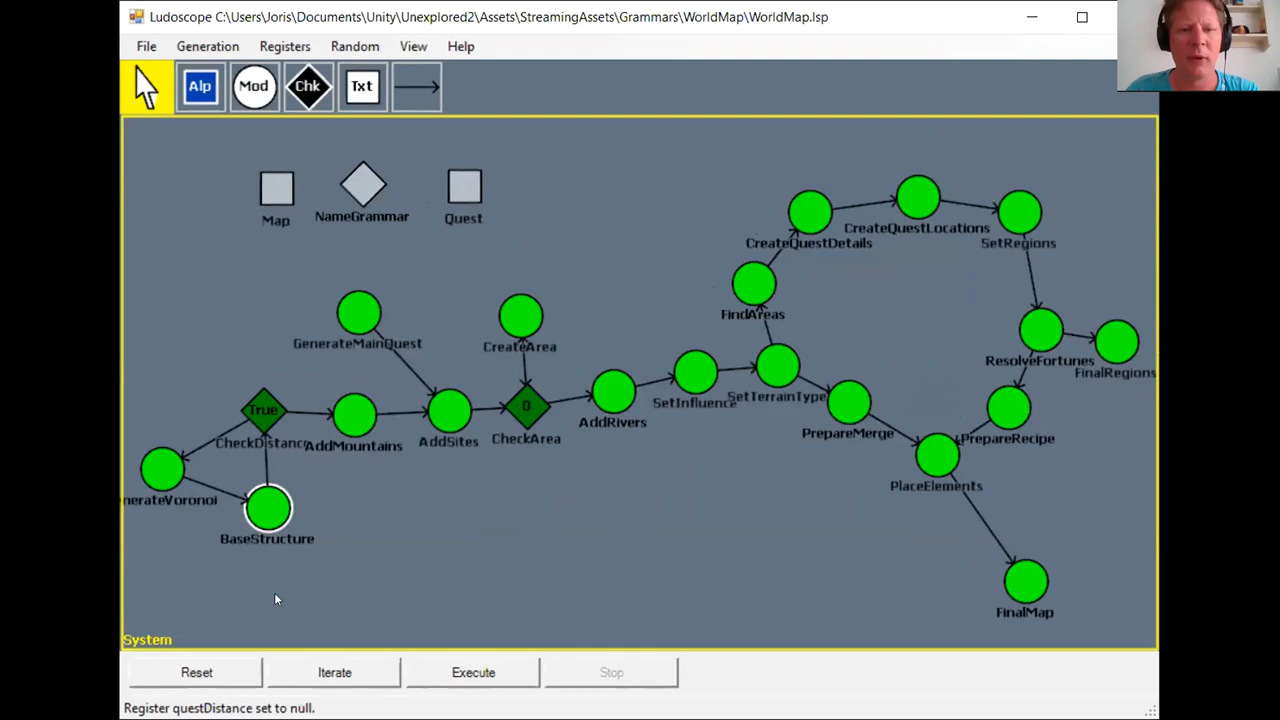 Ludoscope C:\Users\Joris\Documents\Unity\Unexplored2\Assets\StreamingAssets\Grammars\WorldMap\WorldMap.lsp
File Generation Registers Random View Help
Alp Mod Chk Txt
Map NameGrammar Quest
CreateQuestDetails CreateQuestLocations SetRegions
FindAreas
GenerateMainQuest CreateArea
ResolveFortunes FinalRegions
SetInfluence SetTerrainType
True 0
CheckDistance AddMountains AddSites CheckArea AddRivers PrepareMerge PrepareRecipe
nerateVoronoi PlaceElements
BaseStructure
FinalMap
System
Reset Iterate Execute Stop
Register questDistance set to null.